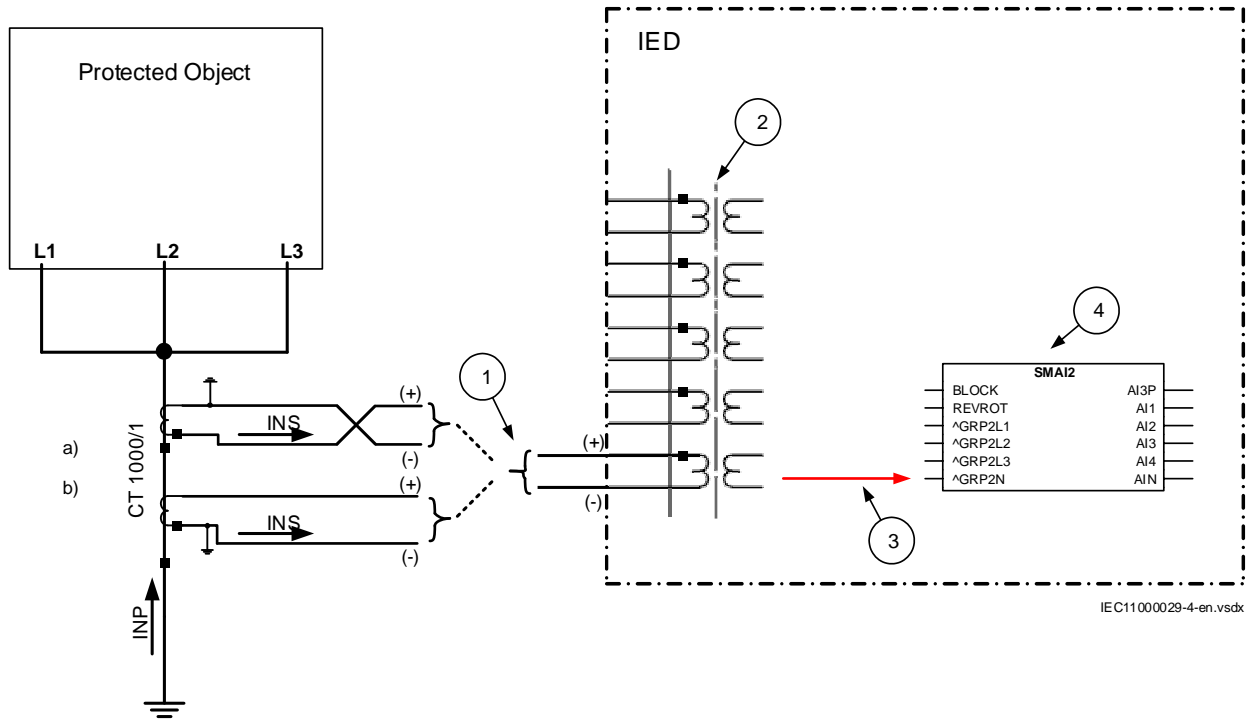 IED
Protected Object
2
L1 L2 L3
4
SMAI2
BLOCK AI3P
REVROT AI1
^GRP2L1 AI2
^GRP2L2 AI3
^GRP2L3 AI4
^GRP2N AIN
1
(+)
INS
(-)
a)
b)
CT 1000/1
(+)
INS
(-)
(+)
(-)
3
INP
IEC11000029-4-en.vsdx